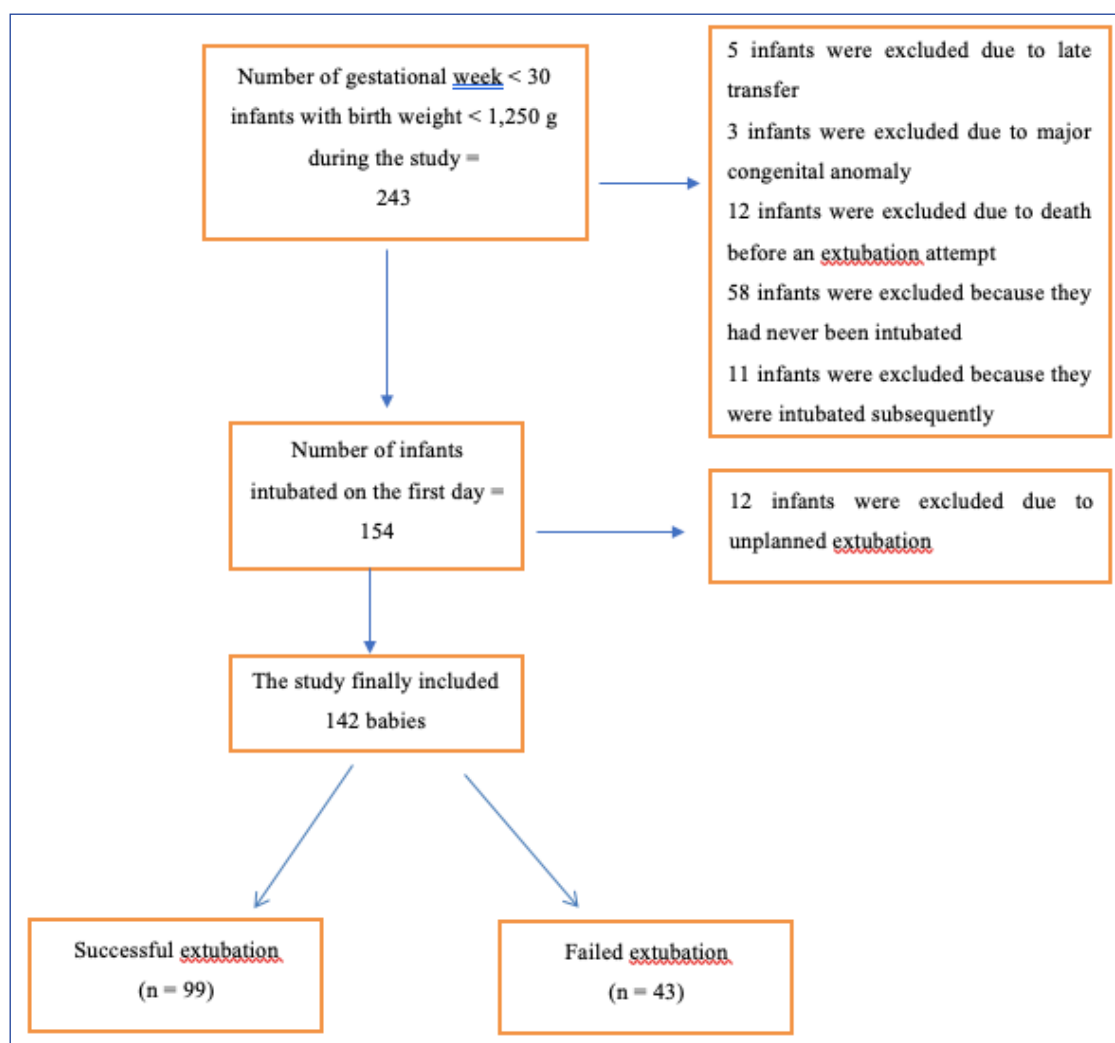 Number of gestational week < 30
infants with birth weight < 1,250 g
during the study =
243
5 infants were excluded due to late
transfer
3 infants were excluded due to major
congenital anomaly
12 infants were excluded due to death
before an extubation attempt
58 infants were excluded because they
had never been intubated
11 infants were excluded because they
were intubated subsequently
Number of infants
intubated on the first day =
154
12 infants were excluded due to
unplanned extubation
The study finally included
142 babies
Successful extubation
(n = 99)
Failed extubation
(n = 43)